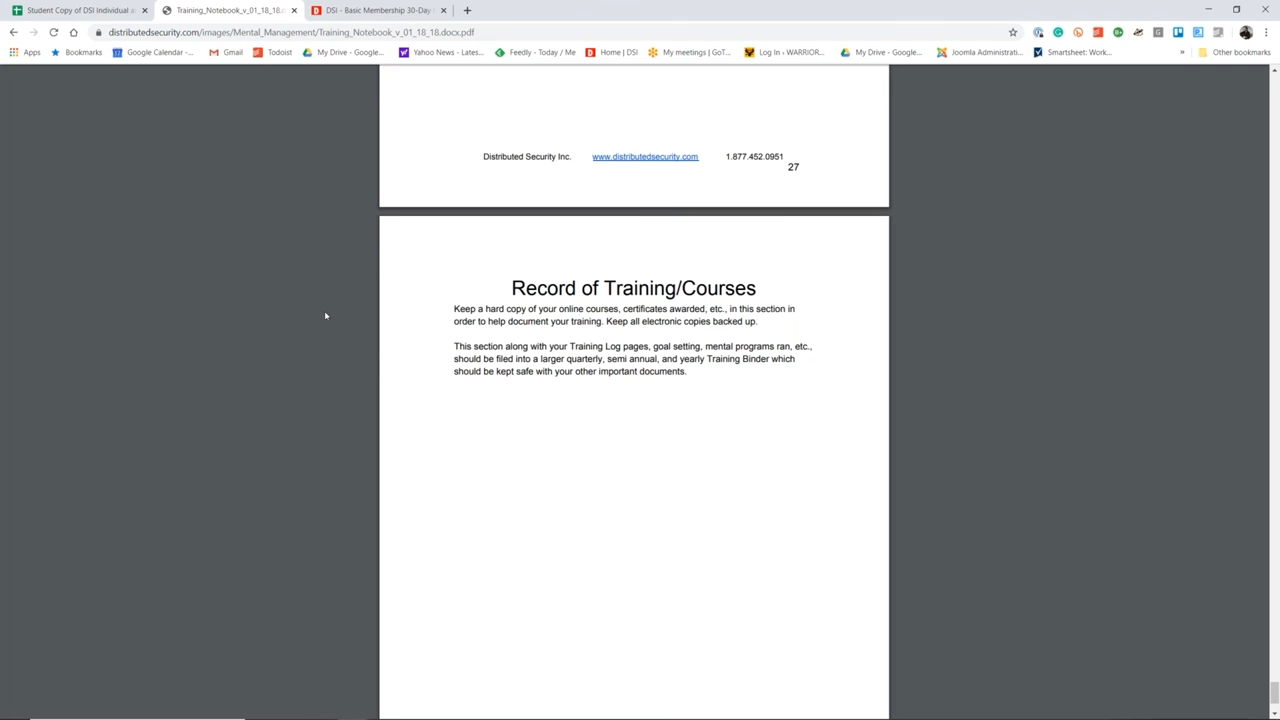 Student Copy of DSI Individual a
Training_Notebook_v_01_18_18.
DSI - Basic Membership 30-Day
distributedsecurity.com/images/Mental_Management/Training_Notebook_v_01_18_18.docx.pdf
Apps Bookmarks Google Calendar -... Gmail Todoist My Drive - Google... Yahoo News - Lates... Feedly - Today / Me Home | DSI My meetings | GoT... Log In - WARRIOR... My Drive - Google... Joomla Administrati... Smartsheet: Work... » Other bookmarks
Distributed Security Inc. www.distributedsecurity.com 1.877.452.0951
27
Record of Training/Courses
Keep a hard copy of your online courses, certificates awarded, etc., in this section in
order to help document your training. Keep all electronic copies backed up.
This section along with your Training Log pages, goal setting, mental programs ran, etc.,
should be filed into a larger quarterly, semi annual, and yearly Training Binder which
should be kept safe with your other important documents.